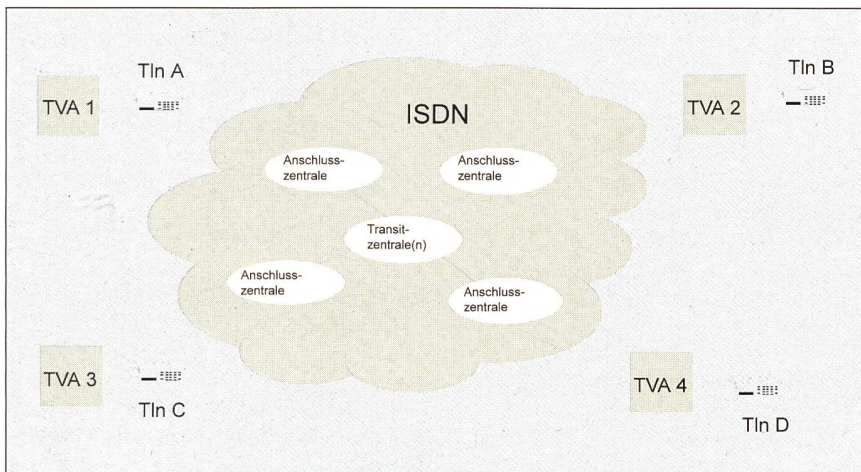 Tln A
Tln B
TVA 1
TVA 2
ISDN
Anschluss-
zentrale
Anschluss-
zentrale
Transit-
zentrale(n)
Anschluss-
zentrale
Anschluss-
zentrale
TVA 3
TVA 4
Tln C
Tln D